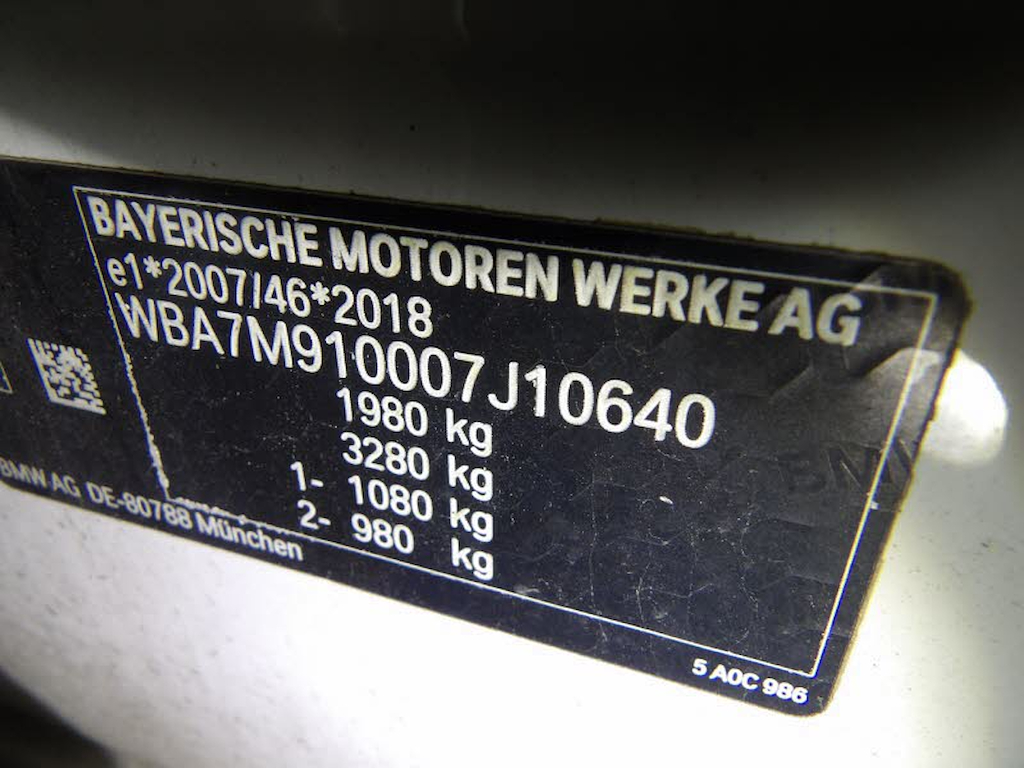 BAYERISCHE MOTOREN WERKE AG
e1*2007/46*2018
WBA7M910007J10640
1980 kg
3280 kg
1- 1080 kg
2- 980 kg
BMW AG DE-80788 München
5 A0C 986